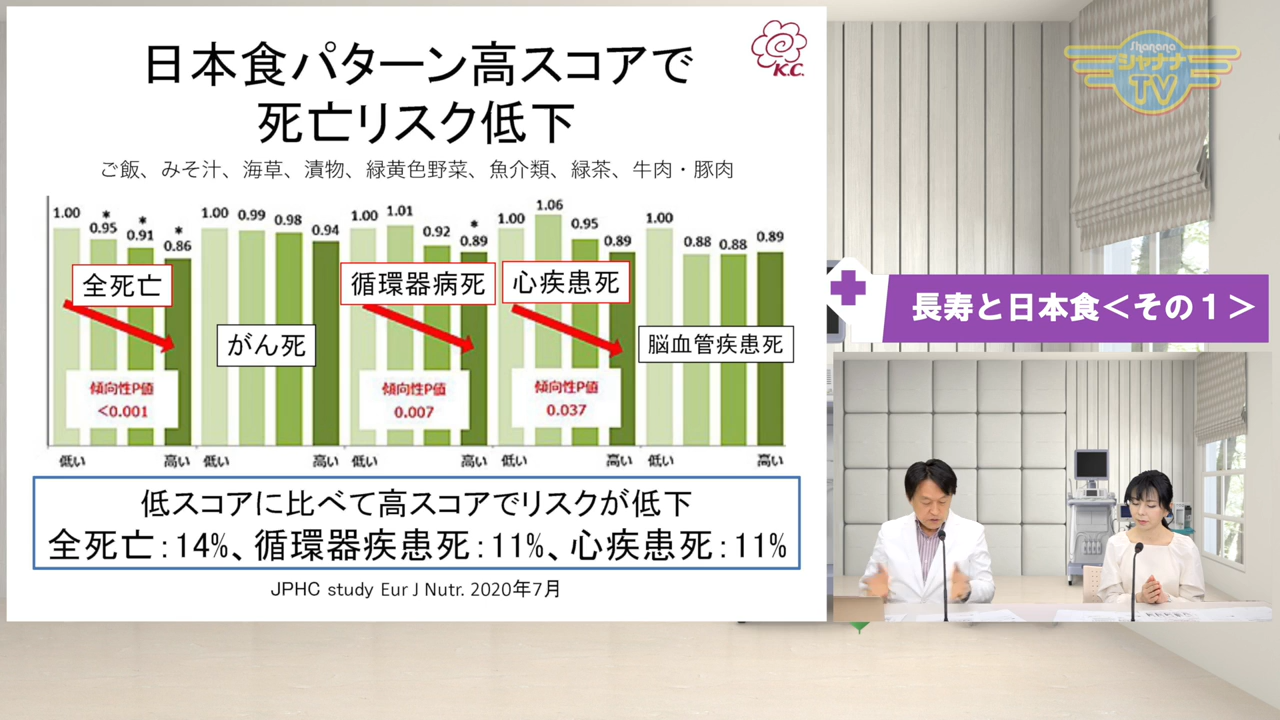 日本食パターン高スコアで
死亡リスク低下
K.C.
ご飯、みそ汁、海草、漬物、緑黄色野菜、魚介類、緑茶、牛肉・豚肉
1.00 * 0.95 * 0.91 * 0.86
1.00 0.99 0.98 0.94
1.00 1.01 0.92 * 0.89
1.00 1.06 0.95 0.89
1.00 0.88 0.88 0.89
全死亡
がん死
循環器病死
心疾患死
脳血管疾患死
傾向性P値
<0.001
傾向性P値
0.007
傾向性P値
0.037
低い 高い 低い 高い 低い 高い 低い 高い 低い 高い
低スコアに比べて高スコアでリスクが低下
全死亡:14%、循環器疾患死:11%、心疾患死:11%
JPHC study Eur J Nutr. 2020年7月
Shanana
シャナナ
TV
長寿と日本食＜その１＞